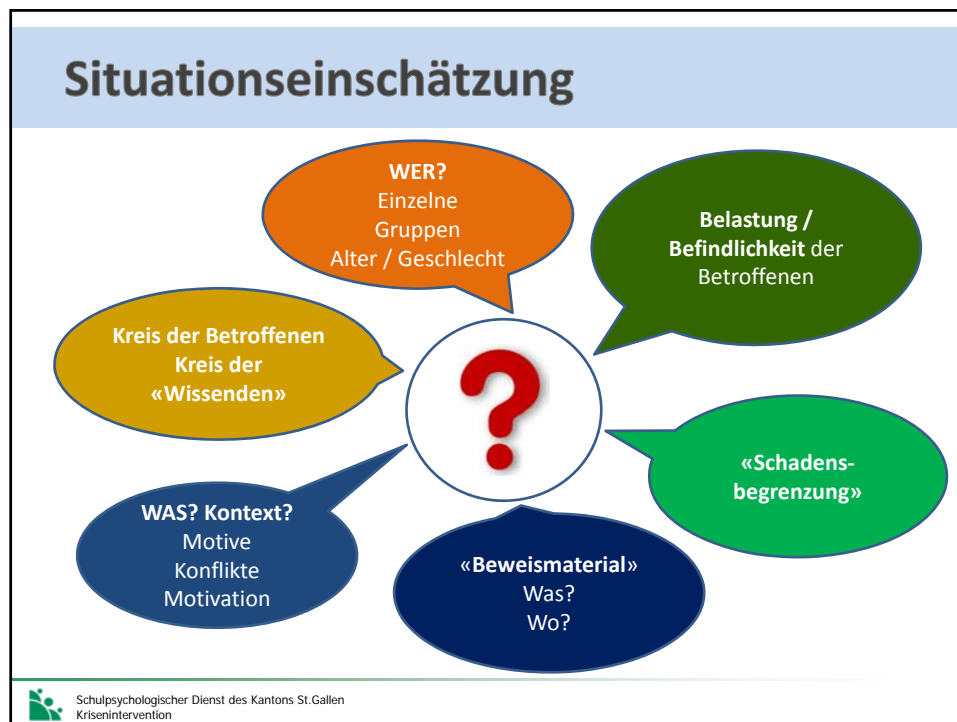 Situationseinschätzung
WER?
Einzelne
Gruppen
Alter / Geschlecht
Belastung /
Befindlichkeit der
Betroffenen
Kreis der Betroffenen
Kreis der
«Wissenden»
?
«Schadens-
begrenzung»
WAS? Kontext?
Motive
Konflikte
Motivation
«Beweismaterial»
Was?
Wo?
Schulpsychologischer Dienst des Kantons St.Gallen
Krisenintervention